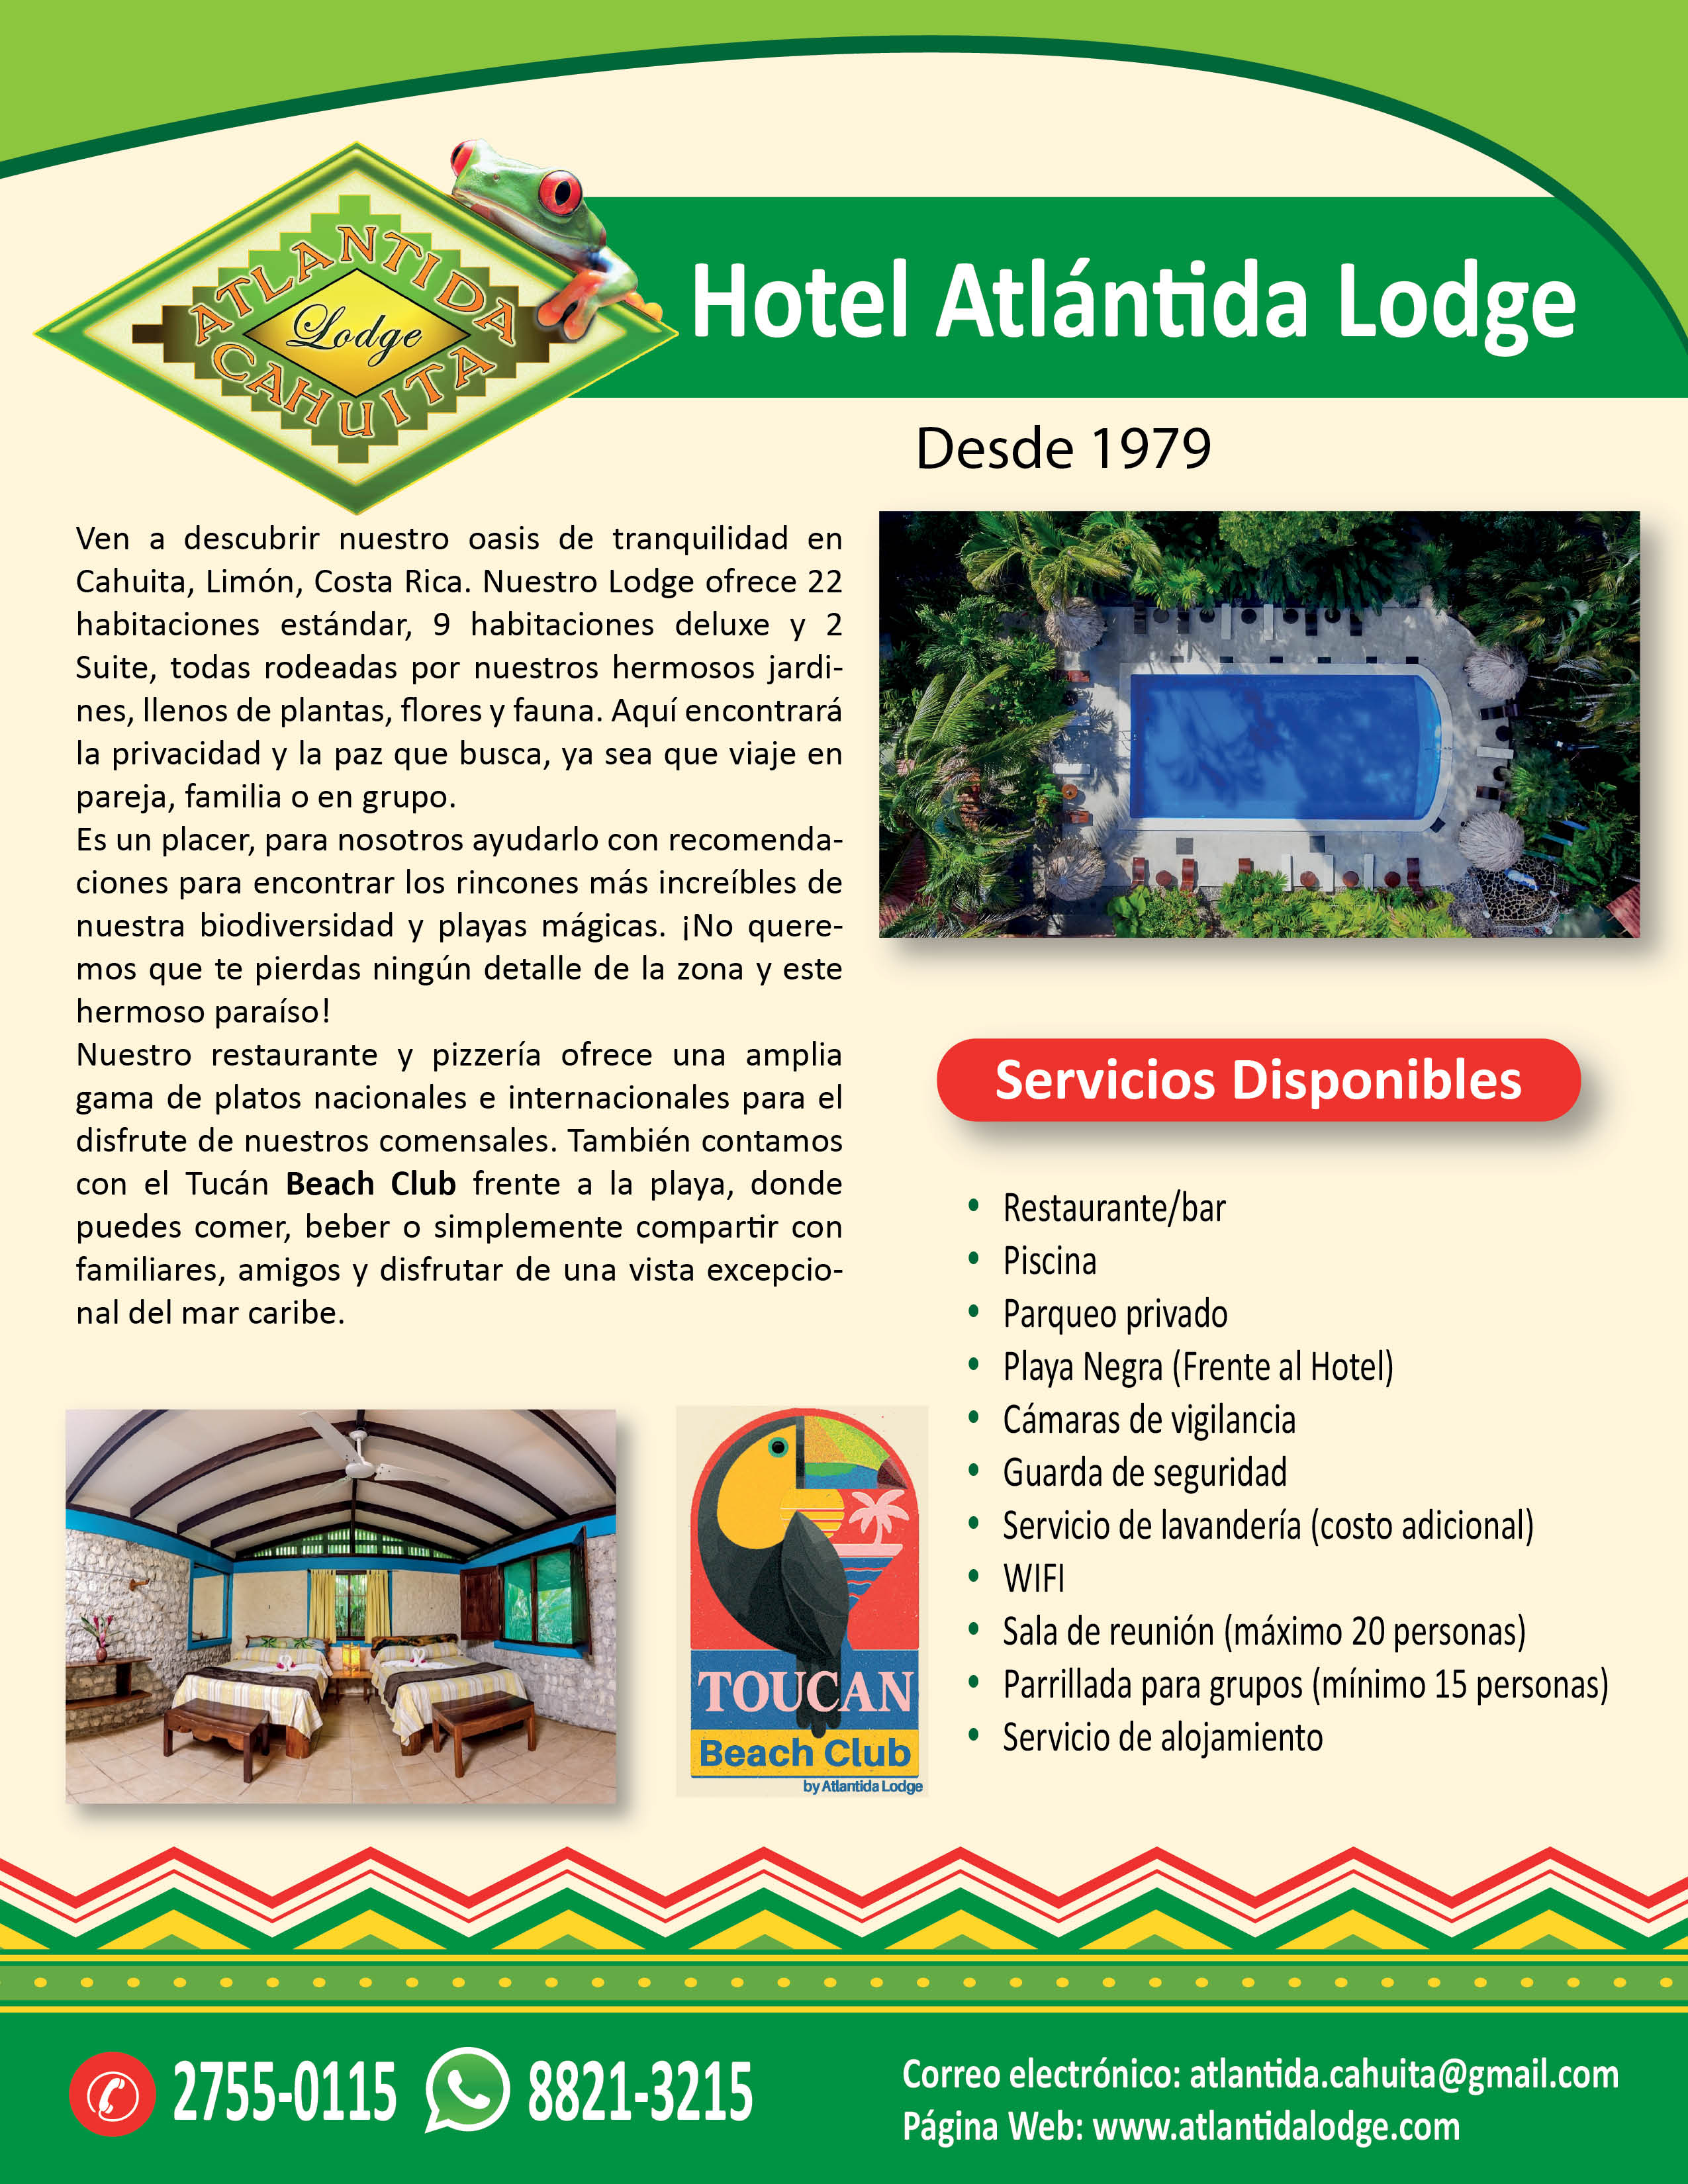 ATLANTIDA
Lodge
CAHUITA
Hotel Atlántida Lodge
Desde 1979
Ven a descubrir nuestro oasis de tranquilidad en
Cahuita, Limón, Costa Rica. Nuestro Lodge ofrece 22
habitaciones estándar, 9 habitaciones deluxe y 2
Suite, todas rodeadas por nuestros hermosos jardi-
nes, llenos de plantas, flores y fauna. Aquí encontrará
la privacidad y la paz que busca, ya sea que viaje en
pareja, familia o en grupo.
Es un placer, para nosotros ayudarlo con recomenda-
ciones para encontrar los rincones más increíbles de
nuestra biodiversidad y playas mágicas. ¡No quere-
mos que te pierdas ningún detalle de la zona y este
hermoso paraíso!
Nuestro restaurante y pizzería ofrece una amplia
gama de platos nacionales e internacionales para el
disfrute de nuestros comensales. También contamos
con el Tucán Beach Club frente a la playa, donde
puedes comer, beber o simplemente compartir con
familiares, amigos y disfrutar de una vista excepcio-
nal del mar caribe.
Servicios Disponibles
• Restaurante/bar
• Piscina
• Parqueo privado
• Playa Negra (Frente al Hotel)
• Cámaras de vigilancia
• Guarda de seguridad
• Servicio de lavandería (costo adicional)
• WIFI
• Sala de reunión (máximo 20 personas)
• Parrillada para grupos (mínimo 15 personas)
• Servicio de alojamiento
TOUCAN
Beach Club
by Atlantida Lodge
2755-0115
8821-3215
Correo electrónico: atlantida.cahuita@gmail.com
Página Web: www.atlantidalodge.com